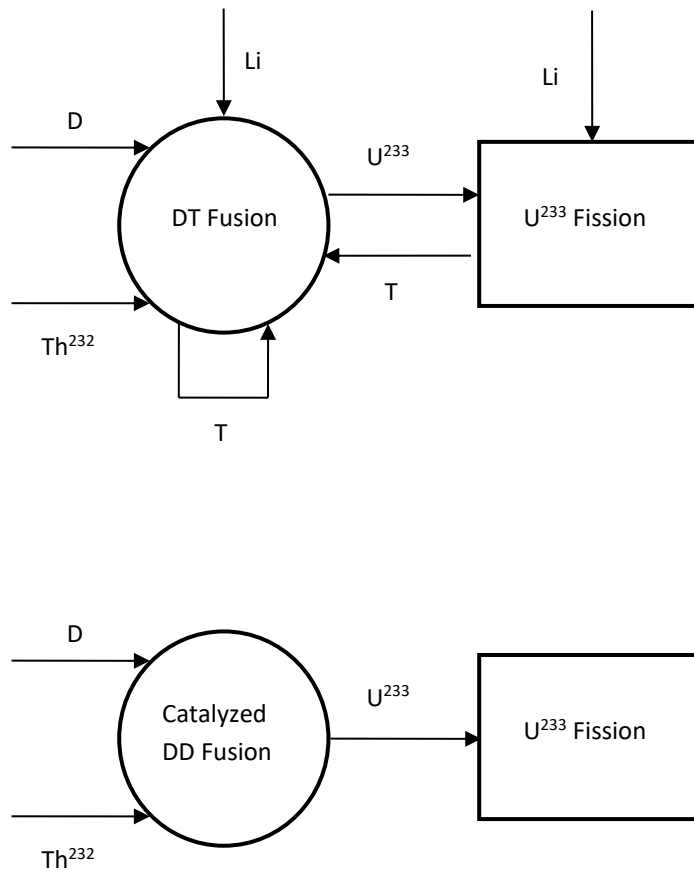 Li
Li
D
U²³³
DT Fusion
U²³³ Fission
T
Th²³²
T
D
U²³³
Catalyzed
DD Fusion
U²³³ Fission
Th²³²